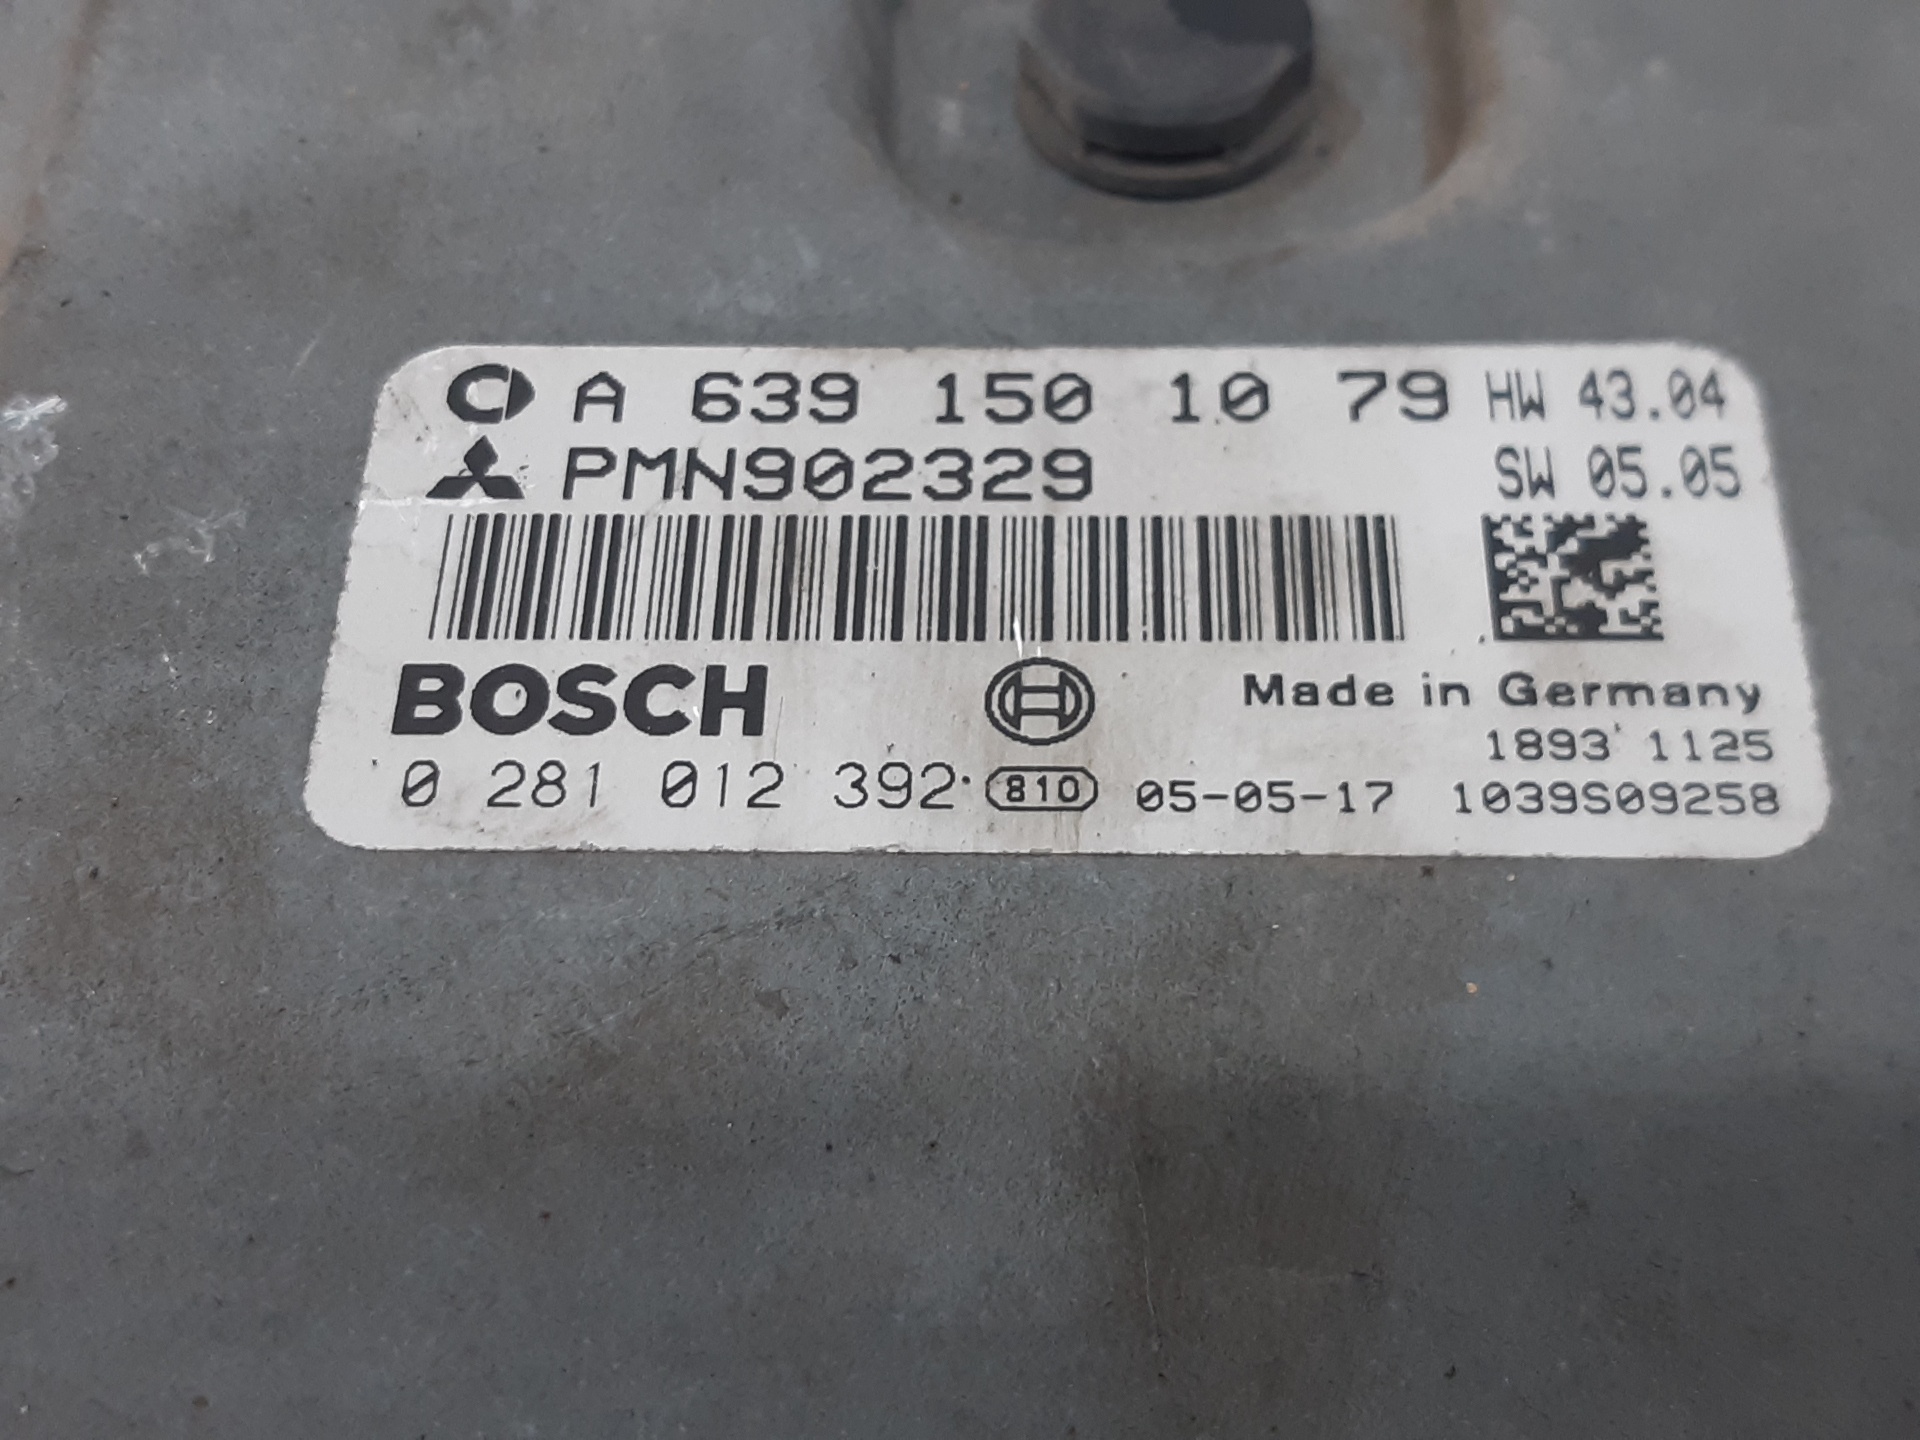 A 639 150 10 79 HW 43.04
PMN902329 SW 05.05
BOSCH Made in Germany
1893 1125
0 281 012 392 810 05-05-17 1039S09258